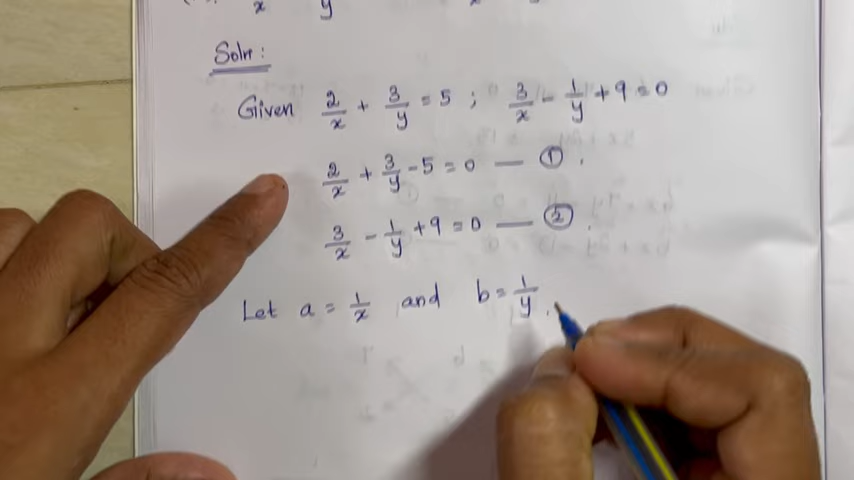 x y x
Soln:
Given 2/x + 3/y = 5 ; 3/x - 1/y + 9 = 0
2/x + 3/y - 5 = 0 — ①.
3/x - 1/y + 9 = 0 — ②.
Let a = 1/x and b = 1/y.